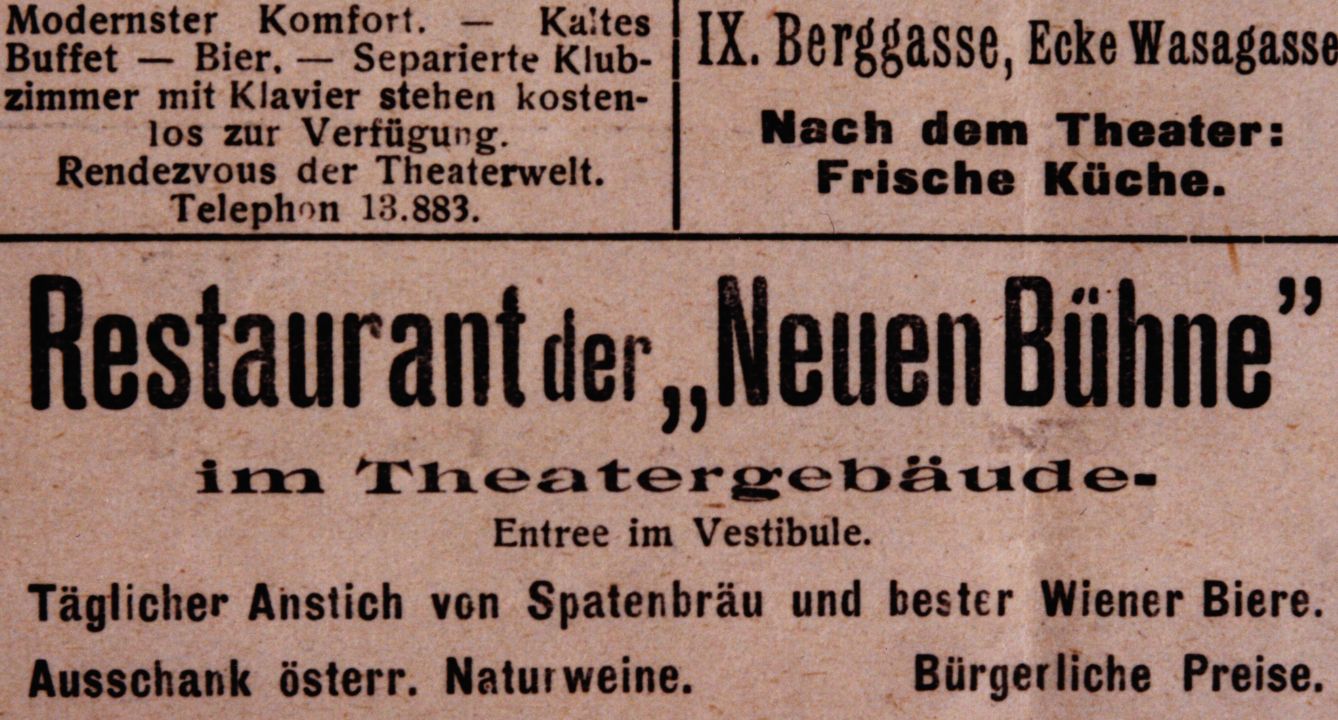 Modernster Komfort. — Kaltes
Buffet — Bier. — Separierte Klub-
zimmer mit Klavier stehen kosten-
los zur Verfügung.
Rendezvous der Theaterwelt.
Telephon 13.883.
IX. Berggasse, Ecke Wasagasse
Nach dem Theater:
Frische Küche.
Restaurant der „Neuen Bühne”
im Theatergebäude-
Entree im Vestibule.
Täglicher Anstich von Spatenbräu und bester Wiener Biere.
Ausschank österr. Naturweine. Bürgerliche Preise.